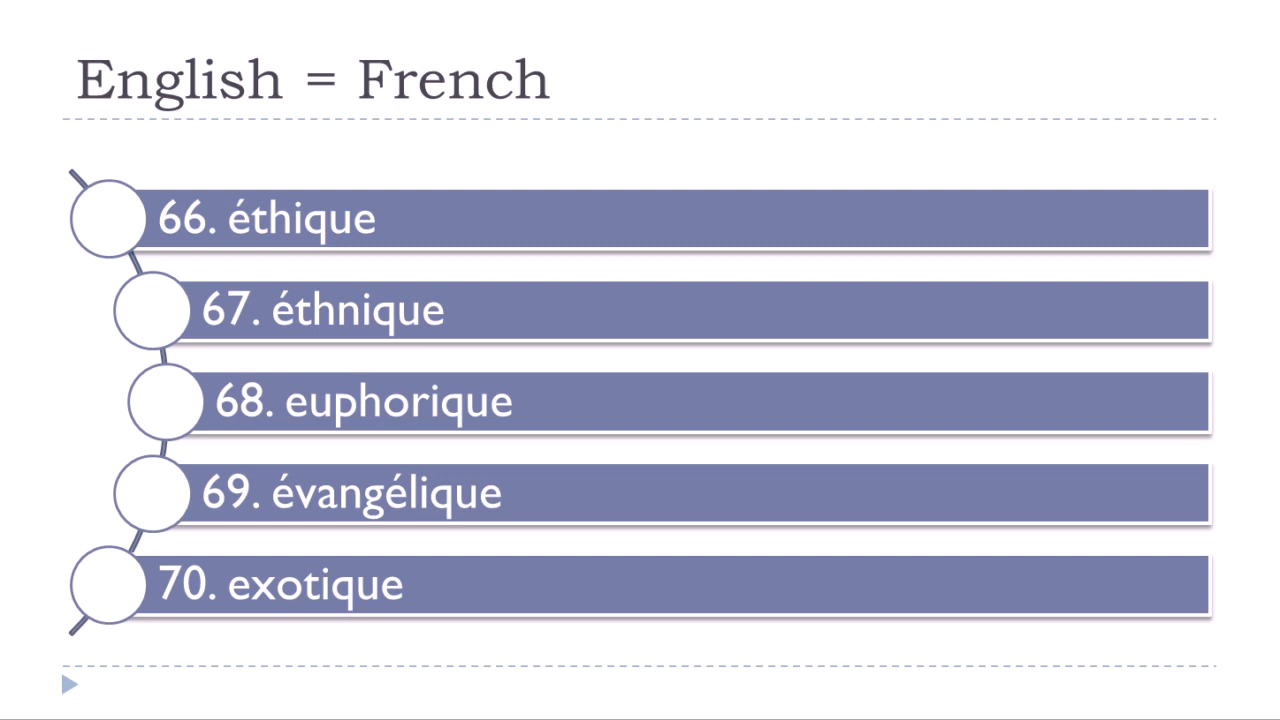 English = French
66. éthique
67. éthnique
68. euphorique
69. évangélique
70. exotique